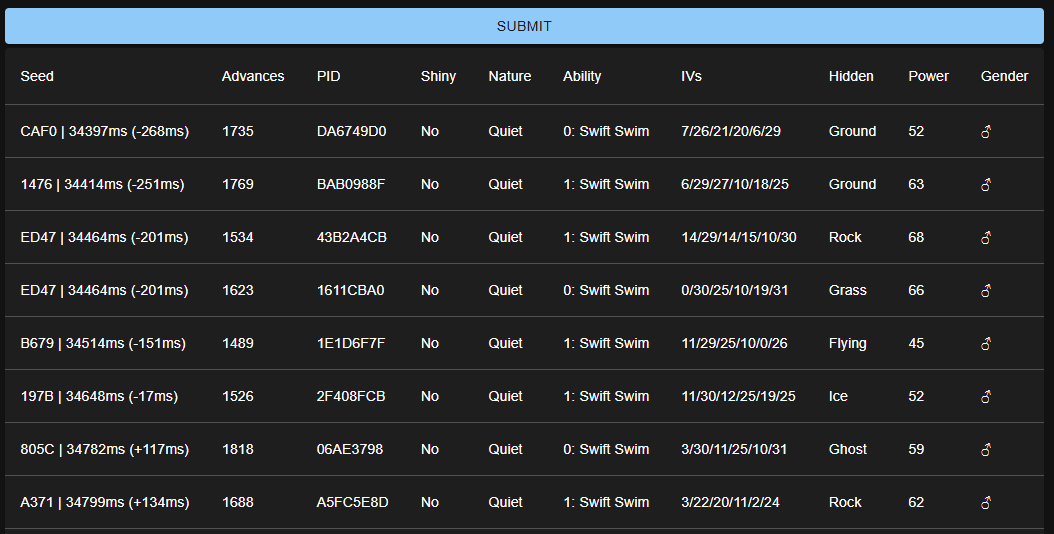 SUBMIT
Seed Advances PID Shiny Nature Ability IVs Hidden Power Gender
CAF0 | 34397ms (-268ms) 1735 DA6749D0 No Quiet 0: Swift Swim 7/26/21/20/6/29 Ground 52 ♂
1476 | 34414ms (-251ms) 1769 BAB0988F No Quiet 1: Swift Swim 6/29/27/10/18/25 Ground 63 ♂
ED47 | 34464ms (-201ms) 1534 43B2A4CB No Quiet 1: Swift Swim 14/29/14/15/10/30 Rock 68 ♂
ED47 | 34464ms (-201ms) 1623 1611CBA0 No Quiet 0: Swift Swim 0/30/25/10/19/31 Grass 66 ♂
B679 | 34514ms (-151ms) 1489 1E1D6F7F No Quiet 1: Swift Swim 11/29/25/10/0/26 Flying 45 ♂
197B | 34648ms (-17ms) 1526 2F408FCB No Quiet 1: Swift Swim 11/30/12/25/19/25 Ice 52 ♂
805C | 34782ms (+117ms) 1818 06AE3798 No Quiet 0: Swift Swim 3/30/11/25/10/31 Ghost 59 ♂
A371 | 34799ms (+134ms) 1688 A5FC5E8D No Quiet 1: Swift Swim 3/22/20/11/2/24 Rock 62 ♂